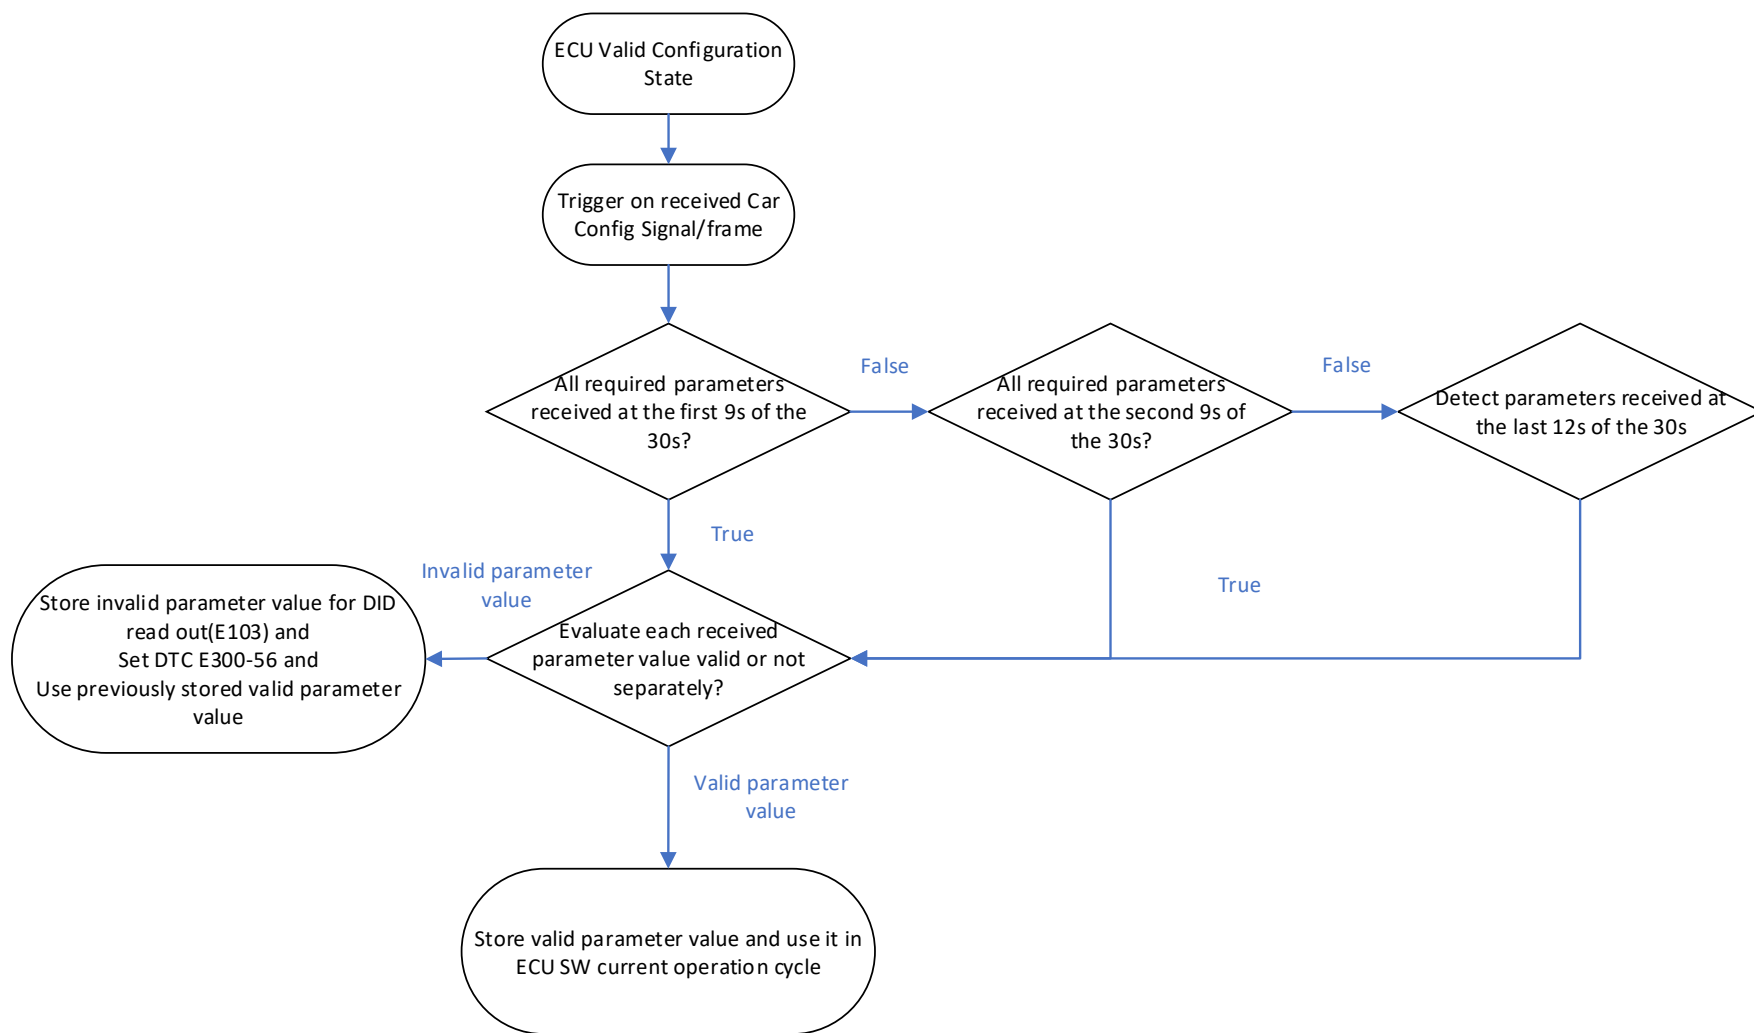 ECU Valid Configuration
State
Trigger on received Car
Config Signal/frame
All required parameters
received at the first 9s of the
30s?
False
All required parameters
received at the second 9s of
the 30s?
False
Detect parameters received at
the last 12s of the 30s
True
True
Invalid parameter
value
Store invalid parameter value for DID
read out(E103) and
Set DTC E300-56 and
Use previously stored valid parameter
value
Evaluate each received
parameter value valid or not
separately?
Valid parameter
value
Store valid parameter value and use it in
ECU SW current operation cycle